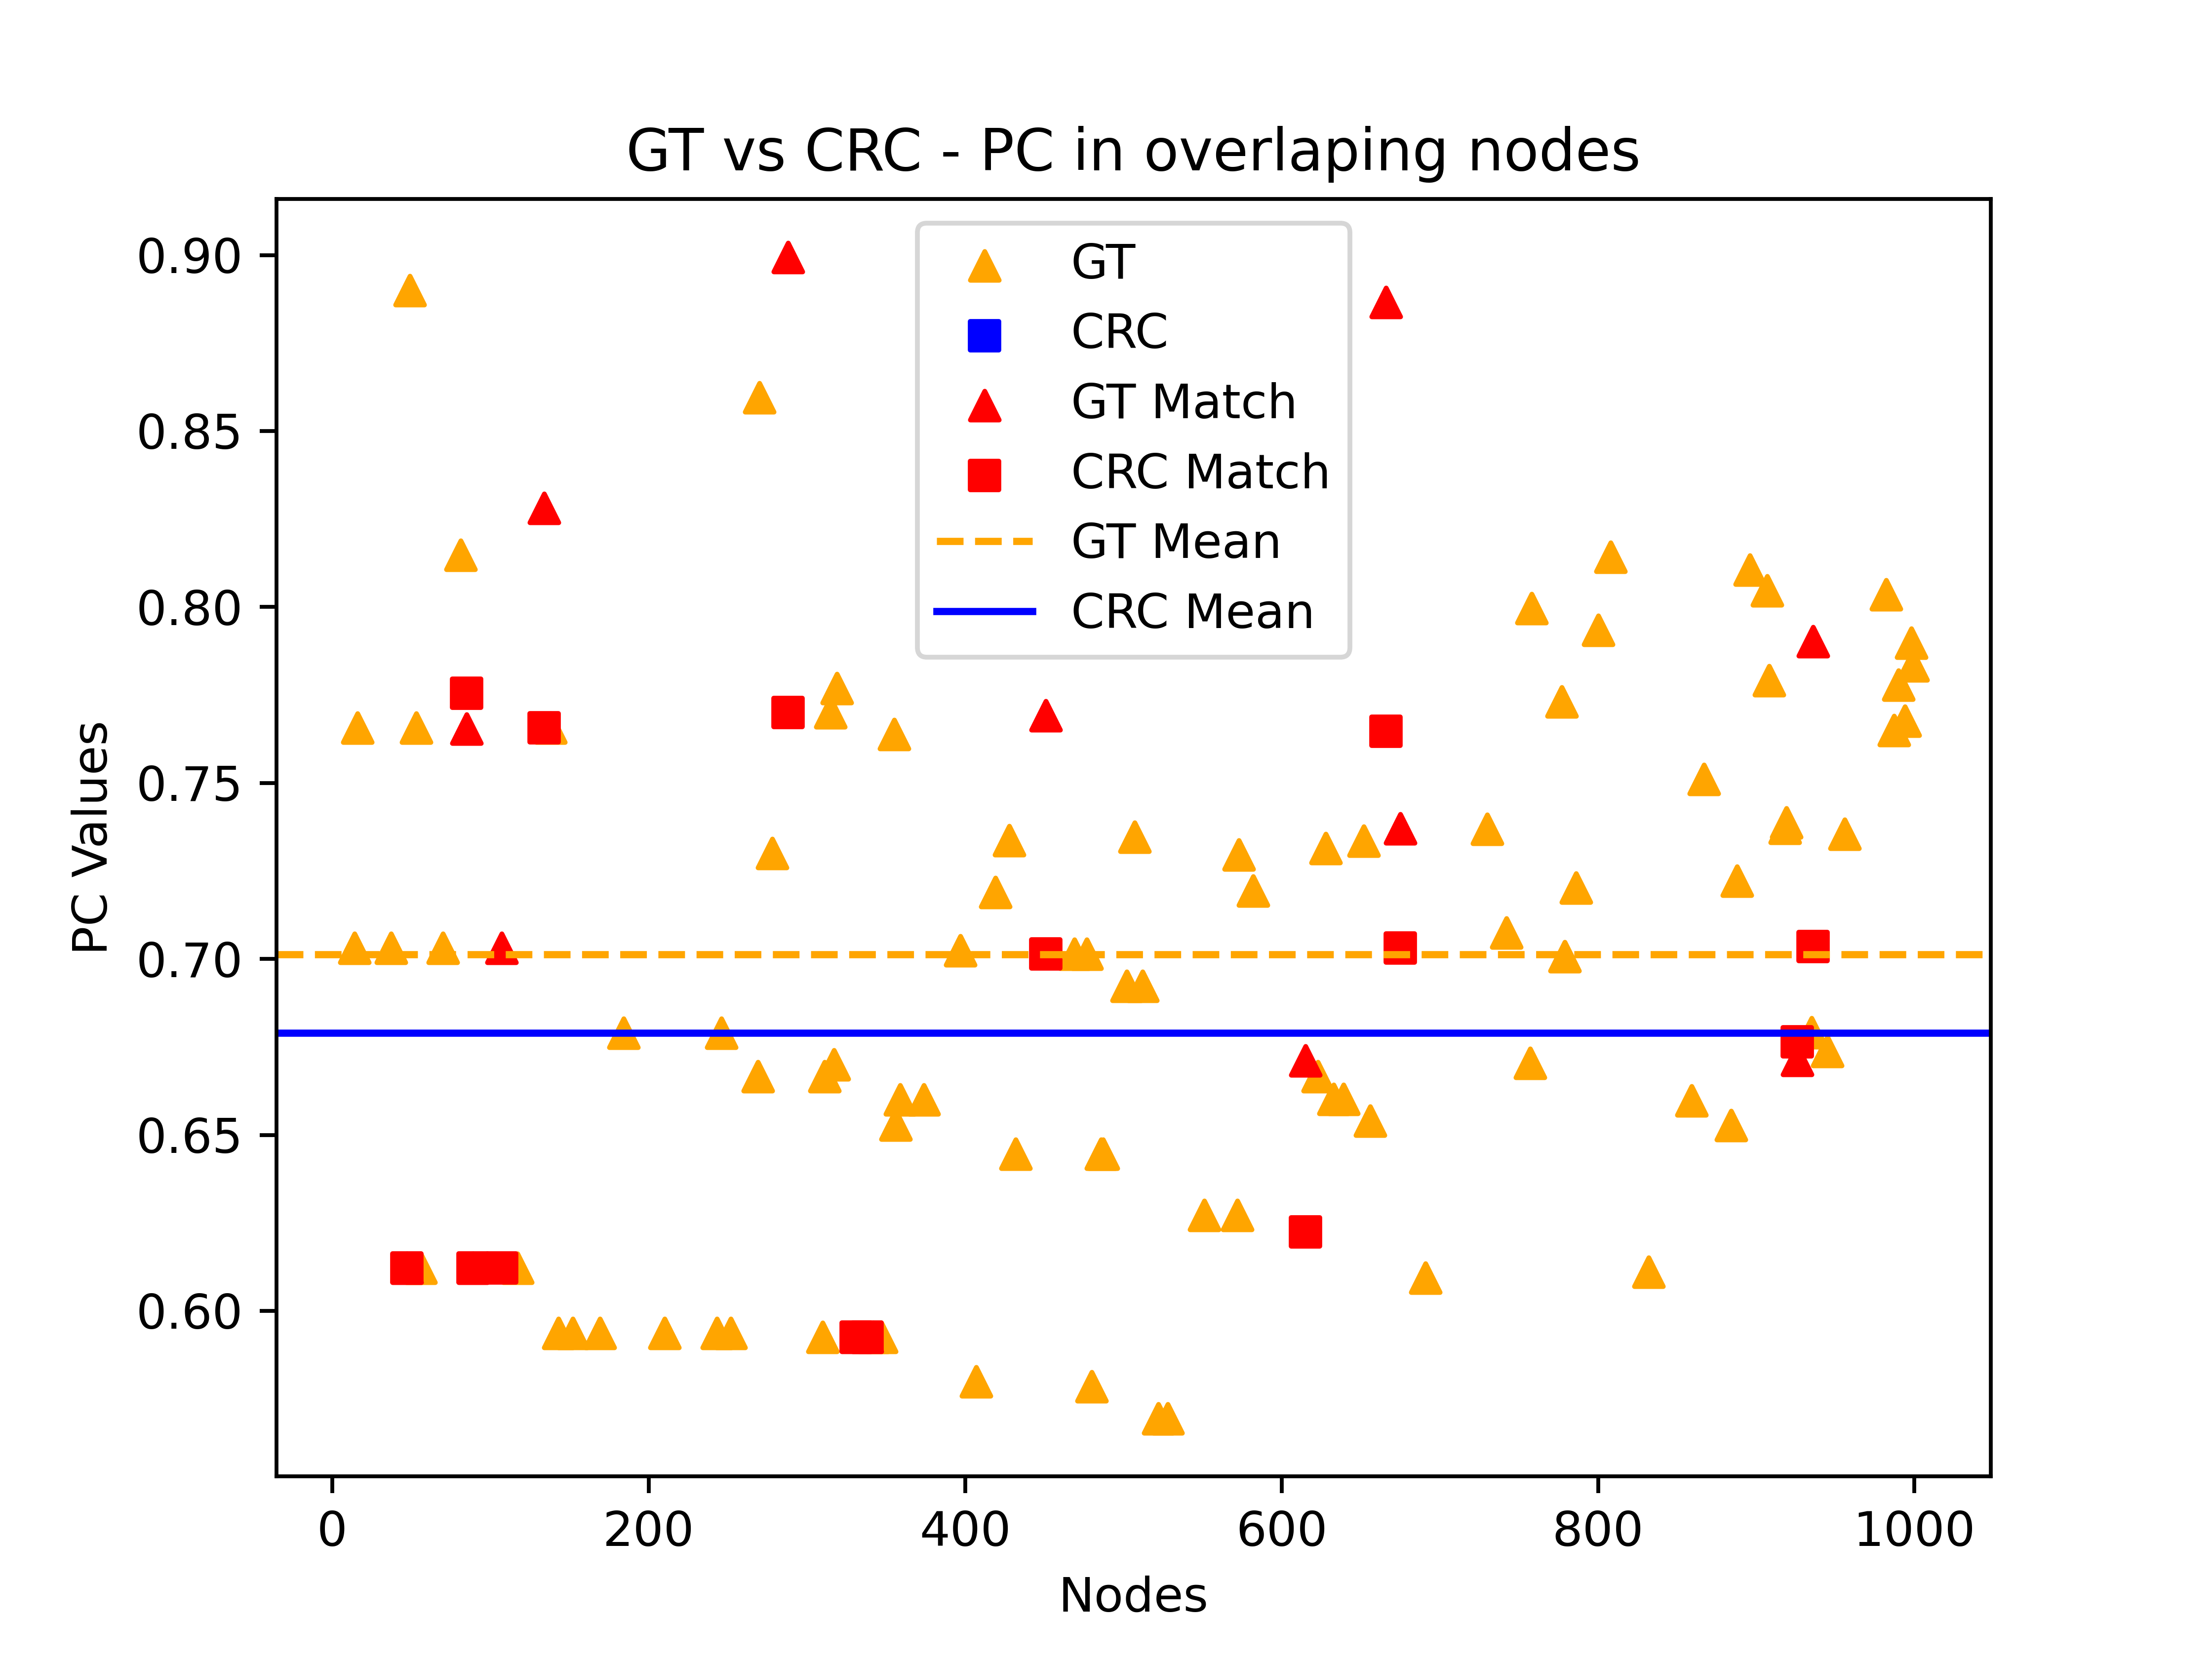 GT vs CRC - PC in overlaping nodes
GT
CRC
GT Match
CRC Match
GT Mean
CRC Mean
PC Values
0.90
0.85
0.80
0.75
0.70
0.65
0.60
0 200 400 600 800 1000
Nodes